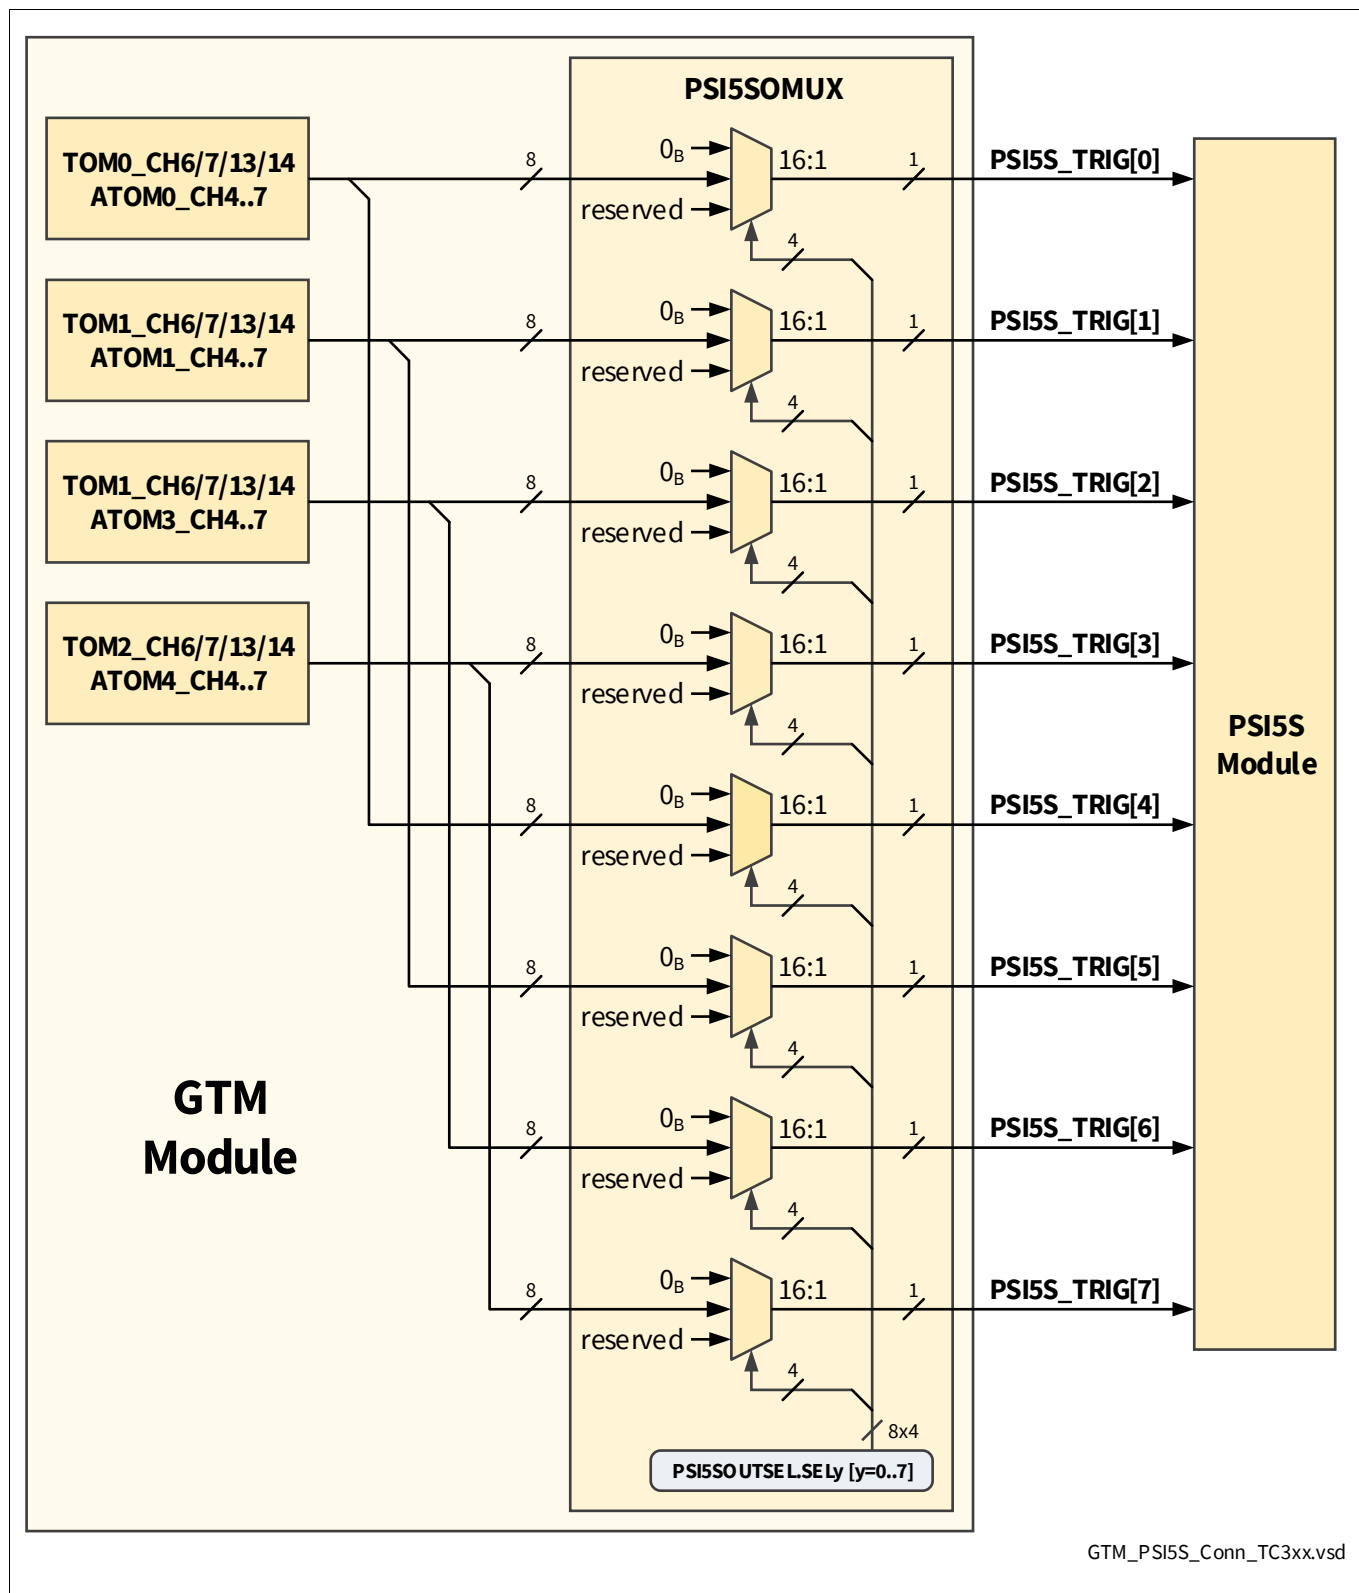 PSI5SOMUX
TOM0_CH6/7/13/14
ATOM0_CH4..7
8
0B
reserved
16:1
4
1
PSI5S_TRIG[0]
TOM1_CH6/7/13/14
ATOM1_CH4..7
8
0B
reserved
16:1
4
1
PSI5S_TRIG[1]
TOM1_CH6/7/13/14
ATOM3_CH4..7
8
0B
reserved
16:1
4
1
PSI5S_TRIG[2]
TOM2_CH6/7/13/14
ATOM4_CH4..7
8
0B
reserved
16:1
4
1
PSI5S_TRIG[3]
PSI5S
Module
8
0B
reserved
16:1
4
1
PSI5S_TRIG[4]
8
0B
reserved
16:1
4
1
PSI5S_TRIG[5]
GTM
Module
8
0B
reserved
16:1
4
1
PSI5S_TRIG[6]
8
0B
reserved
16:1
4
1
PSI5S_TRIG[7]
8x4
PSI5SOUTSEL.SELy [y=0..7]
GTM_PSI5S_Conn_TC3xx.vsd